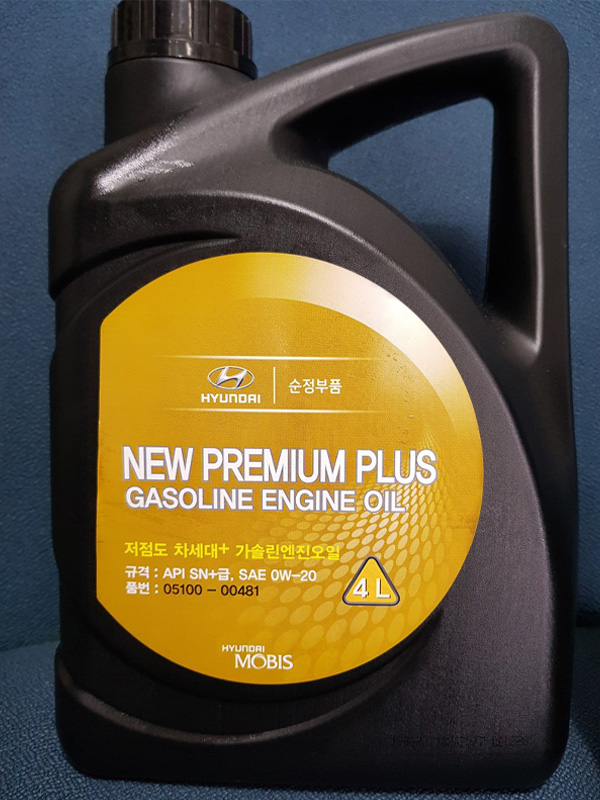 HYUNDAI
순정부품
NEW PREMIUM PLUS
GASOLINE ENGINE OIL
저점도 차세대+ 가솔린엔진오일
규격 : API SN+급, SAE 0W-20
품번 : 05100 - 00481
4 L
HYUNDAI
MOBIS